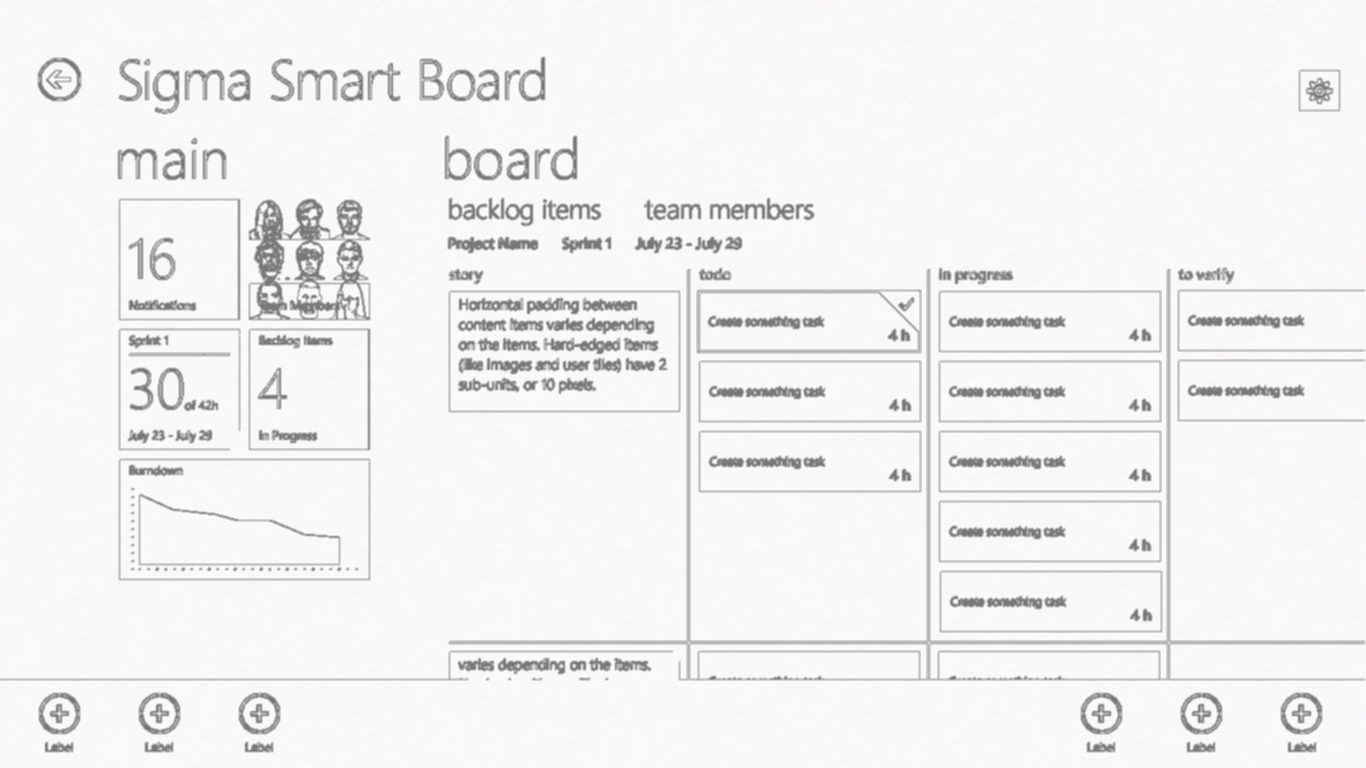 Sigma Smart Board
main
16
Notifications
Team Members
Sprint 1
30 of 42h
July 23 - July 29
Backlog Items
4
In Progress
Burndown
board
backlog items team members
Project Name Sprint 1 July 23 - July 29
story
Horizontal padding between
content items varies depending
on the items. Hard-edged items
(like images and user tiles) have 2
sub-units, or 10 pixels.
varies depending on the items.
todo
Create something task
4 h
Create something task
4 h
Create something task
4 h
in progress
Create something task
4 h
Create something task
4 h
Create something task
4 h
Create something task
4 h
Create something task
4 h
to verify
Create something task
Create something task
Label
Label
Label
Label
Label
Label